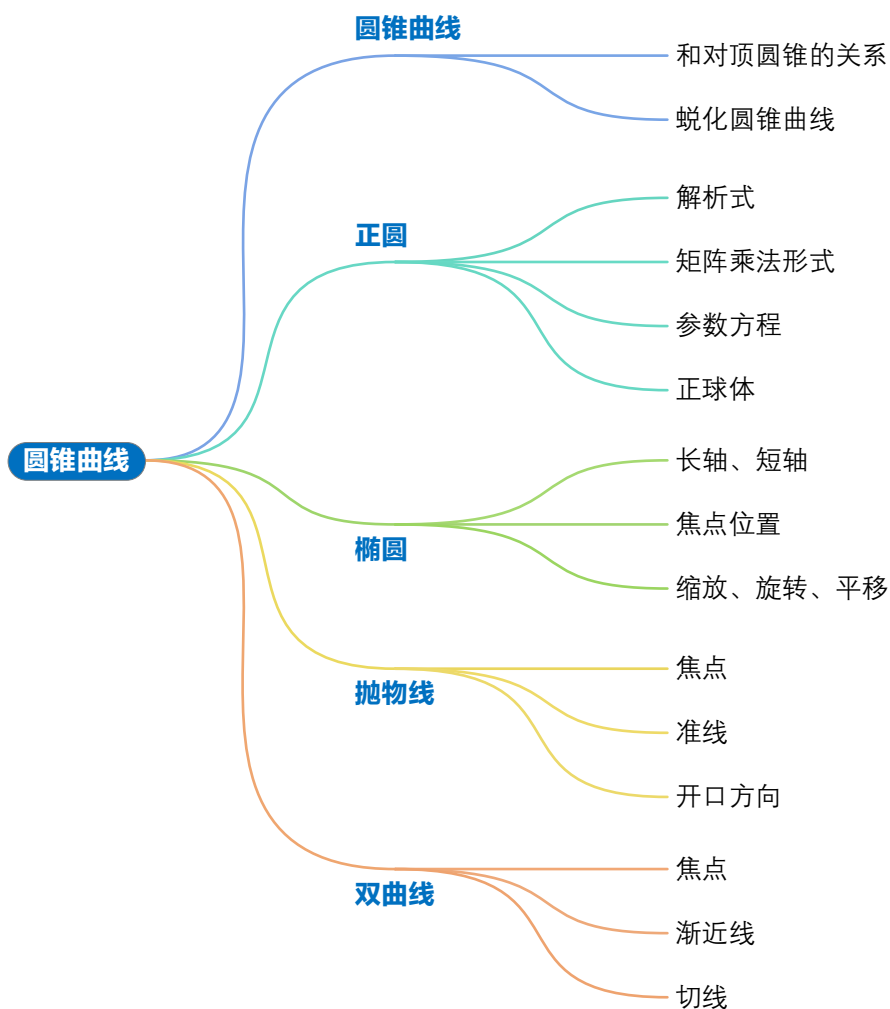 圆锥曲线
和对顶圆锥的关系
蜕化圆锥曲线
正圆
解析式
矩阵乘法形式
参数方程
正球体
圆锥曲线
椭圆
长轴、短轴
焦点位置
缩放、旋转、平移
抛物线
焦点
准线
开口方向
双曲线
焦点
渐近线
切线